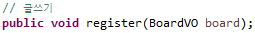 // 글쓰기
public void register(BoardVO board);